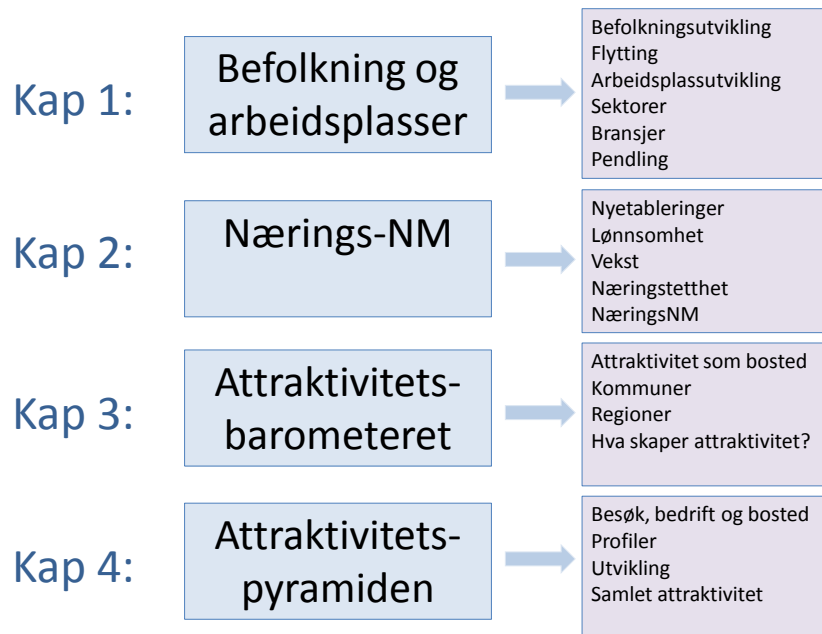 Kap 1:
Befolkning og
arbeidsplasser
Befolkningsutvikling
Flytting
Arbeidsplassutvikling
Sektorer
Bransjer
Pendling
Kap 2:
Nærings-NM
Nyetableringer
Lønnsomhet
Vekst
Næringstetthet
NæringsNM
Kap 3:
Attraktivitets-
barometeret
Attraktivitet som bosted
Kommuner
Regioner
Hva skaper attraktivitet?
Kap 4:
Attraktivitets-
pyramiden
Besøk, bedrift og bosted
Profiler
Utvikling
Samlet attraktivitet